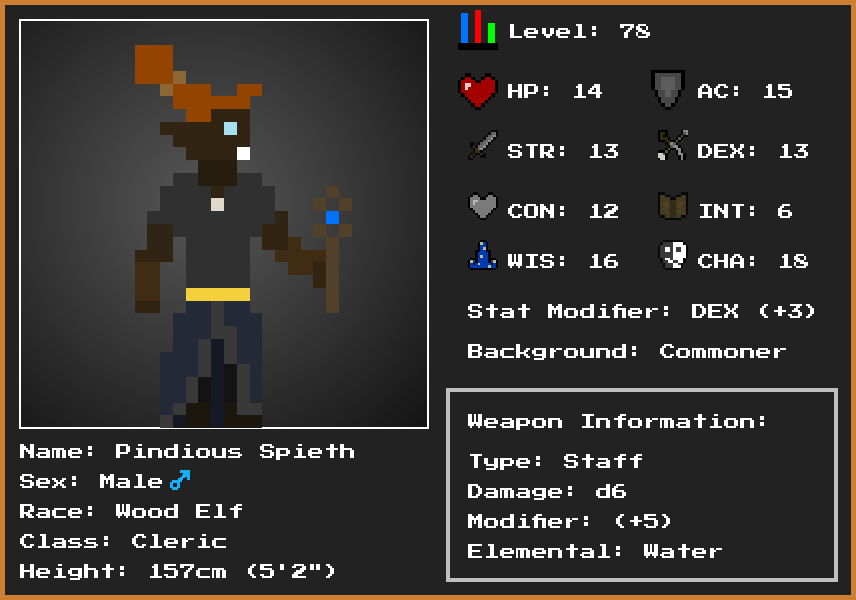 Level: 78
HP: 14 AC: 15
STR: 13 DEX: 13
CON: 12 INT: 6
WIS: 16 CHA: 18
Stat Modifier: DEX (+3)
Background: Commoner
Weapon Information:
Type: Staff
Damage: d6
Modifier: (+5)
Elemental: Water
Name: Pindious Spieth
Sex: Male♂
Race: Wood Elf
Class: Cleric
Height: 157cm (5'2")